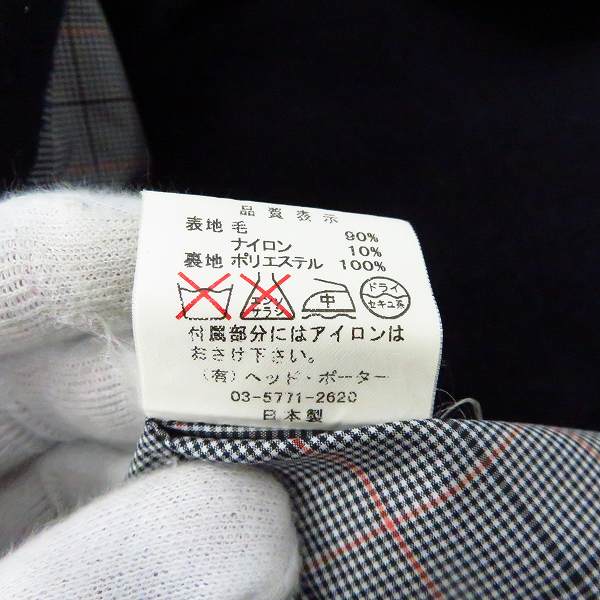 品質表示
表地 毛 90%
ナイロン 10%
裏地 ポリエステル 100%
エンソ サラシ 中 ドライ セキユ系
付属部分にはアイロンは
おさけ下さい。
(有)ヘッド・ポーター
03-5771-2620
日本製